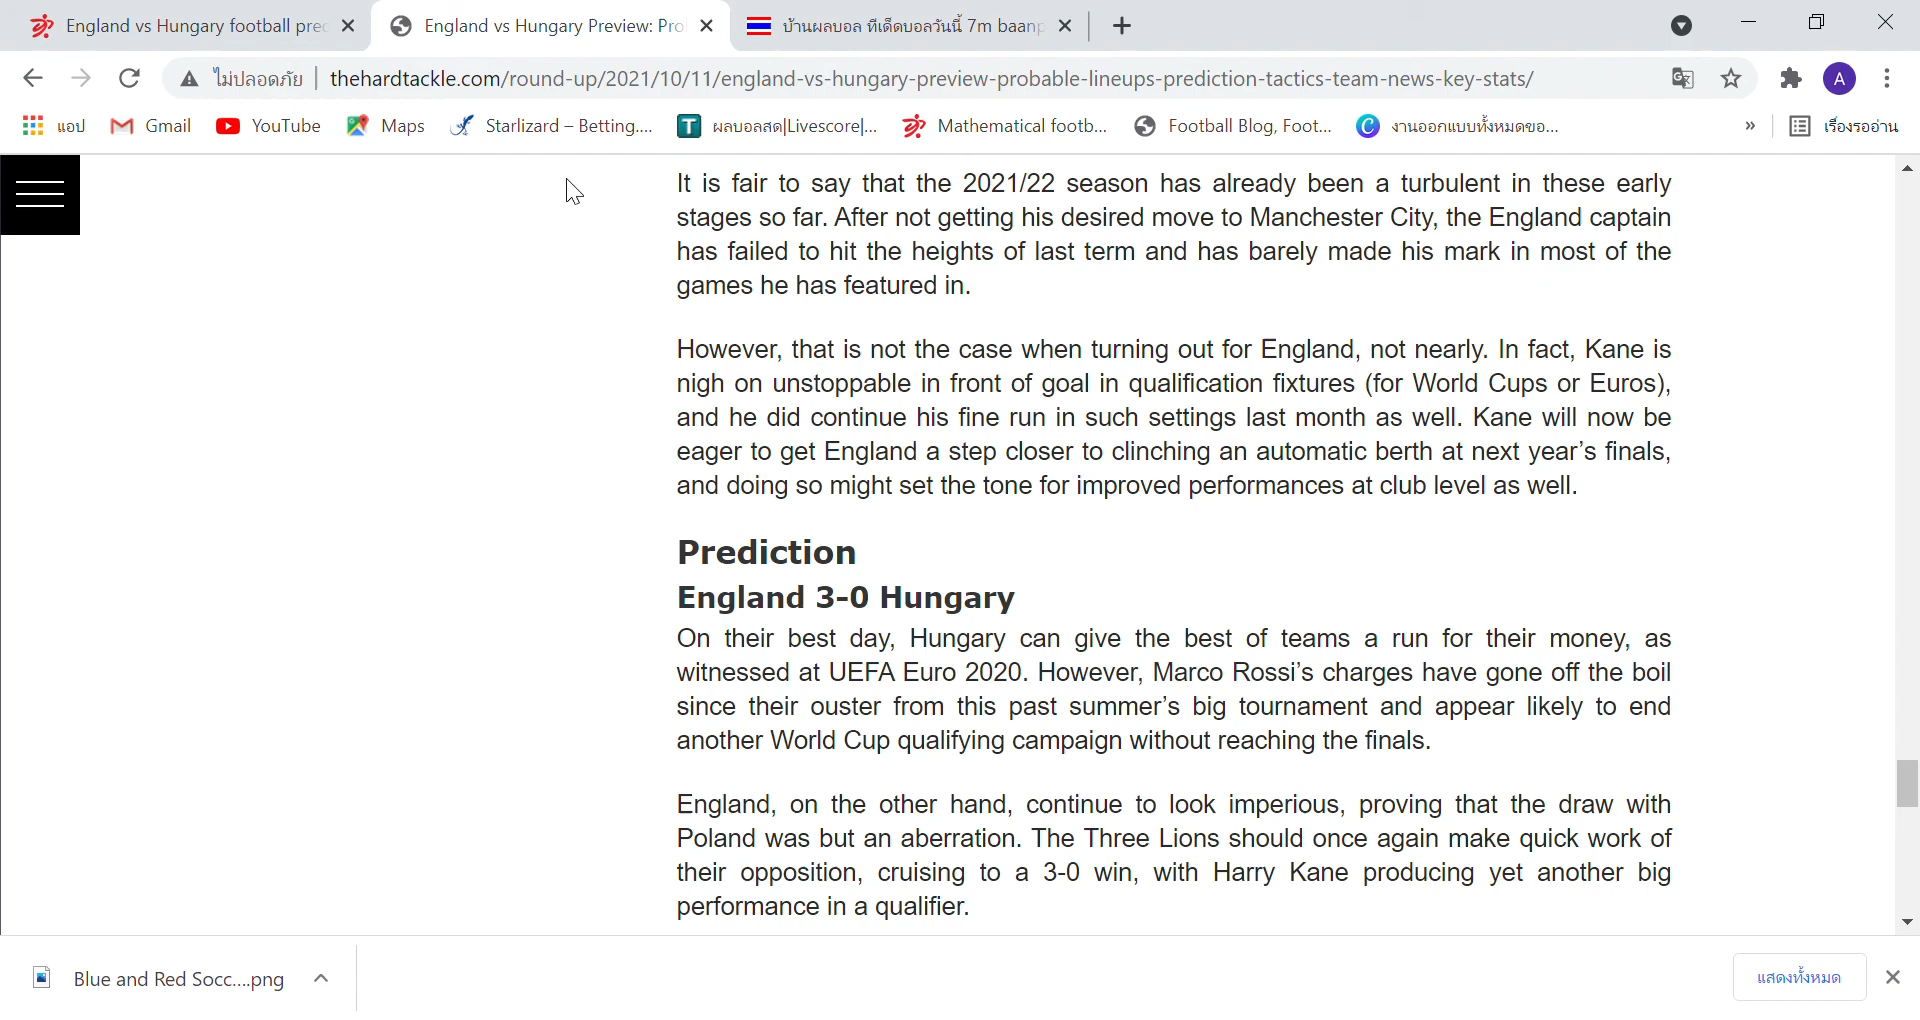 England vs Hungary football pred
England vs Hungary Preview: Pro
บ้านผลบอล ทีเด็ดบอลวันนี้ 7m baanp
ไม่ปลอดภัย
thehardtackle.com/round-up/2021/10/11/england-vs-hungary-preview-probable-lineups-prediction-tactics-team-news-key-stats/
A
แอป
Gmail
YouTube
Maps
Starlizard – Betting....
T
ผลบอลสด|Livescore|...
Mathematical footb...
Football Blog, Foot...
C
งานออกแบบทั้งหมดขอ...
»
เรื่องรออ่าน
It is fair to say that the 2021/22 season has already been a turbulent in these early
stages so far. After not getting his desired move to Manchester City, the England captain
has failed to hit the heights of last term and has barely made his mark in most of the
games he has featured in.
However, that is not the case when turning out for England, not nearly. In fact, Kane is
nigh on unstoppable in front of goal in qualification fixtures (for World Cups or Euros),
and he did continue his fine run in such settings last month as well. Kane will now be
eager to get England a step closer to clinching an automatic berth at next year’s finals,
and doing so might set the tone for improved performances at club level as well.
Prediction
England 3-0 Hungary
On their best day, Hungary can give the best of teams a run for their money, as
witnessed at UEFA Euro 2020. However, Marco Rossi’s charges have gone off the boil
since their ouster from this past summer’s big tournament and appear likely to end
another World Cup qualifying campaign without reaching the finals.
England, on the other hand, continue to look imperious, proving that the draw with
Poland was but an aberration. The Three Lions should once again make quick work of
their opposition, cruising to a 3-0 win, with Harry Kane producing yet another big
performance in a qualifier.
Blue and Red Socc....png
แสดงทั้งหมด